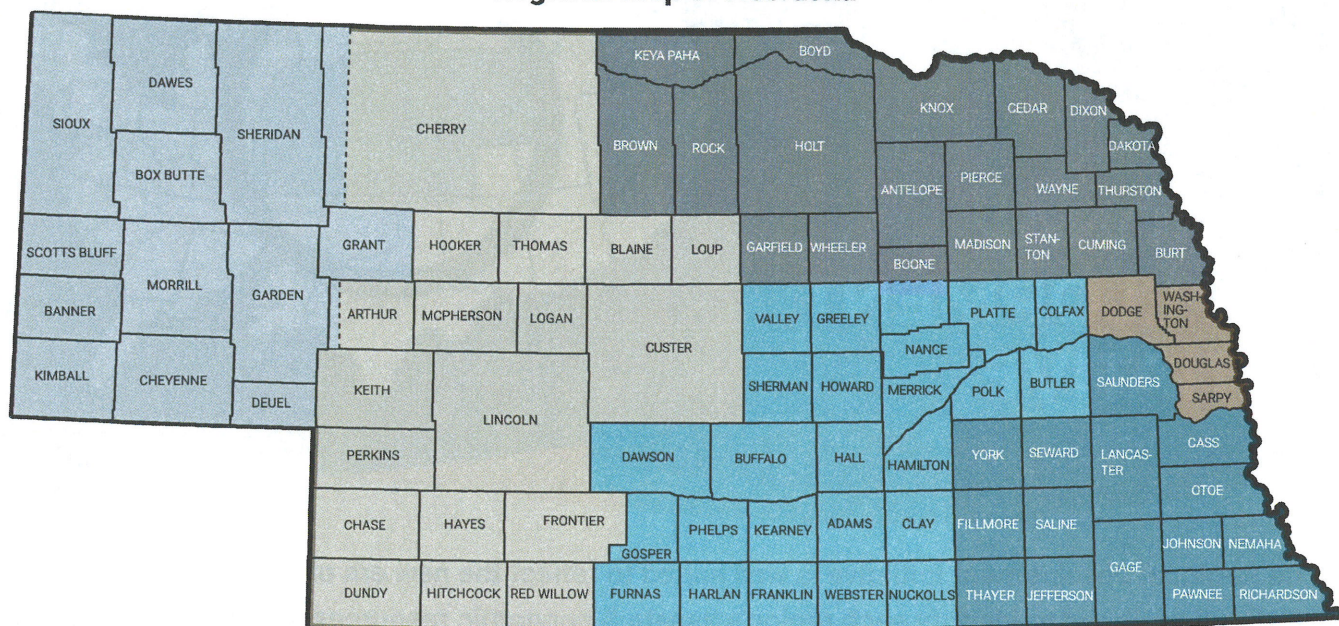 KEYA PAHA
BOYD
DAWES
KNOX
CEDAR
DIXON
SIOUX
CHERRY
SHERIDAN
BROWN
ROCK
HOLT
DAKOTA
BOX BUTTE
PIERCE
ANTELOPE
WAYNE
THURSTON
SCOTTS BLUFF
GRANT
HOOKER
THOMAS
BLAINE
LOUP
GARFIELD
WHEELER
MADISON
STAN-
TON
CUMING
BURT
BOONE
MORRILL
GARDEN
BANNER
ARTHUR
MCPHERSON
LOGAN
CUSTER
VALLEY
GREELEY
PLATTE
COLFAX
DODGE
WASH-
ING-
TON
NANCE
DOUGLAS
KIMBALL
CHEYENNE
DEUEL
KEITH
LINCOLN
SHERMAN
HOWARD
MERRICK
POLK
BUTLER
SAUNDERS
SARPY
PERKINS
DAWSON
BUFFALO
HALL
HAMILTON
YORK
SEWARD
LANCAS-
TER
CASS
OTOE
CHASE
HAYES
FRONTIER
GOSPER
PHELPS
KEARNEY
ADAMS
CLAY
FILLMORE
SALINE
GAGE
JOHNSON
NEMAHA
DUNDY
HITCHCOCK
RED WILLOW
FURNAS
HARLAN
FRANKLIN
WEBSTER
NUCKOLLS
THAYER
JEFFERSON
PAWNEE
RICHARDSON